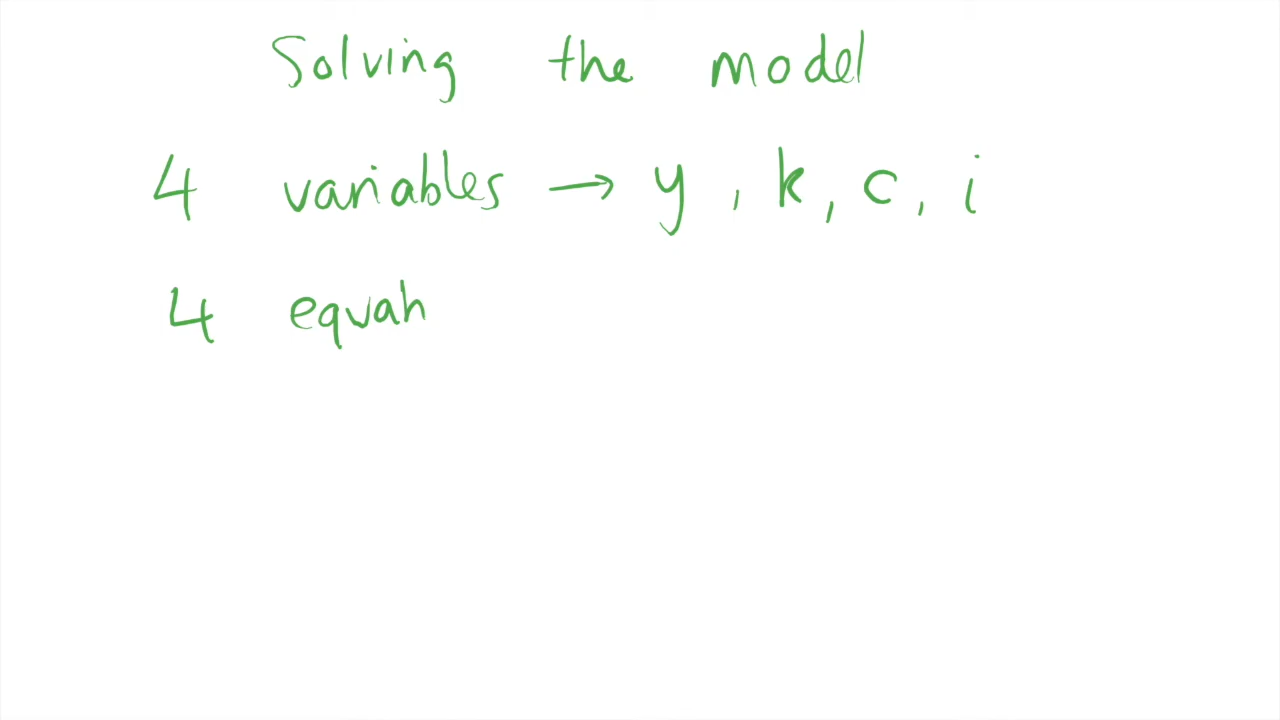 Solving the model
4 variables → y, k, c, i
4 equah